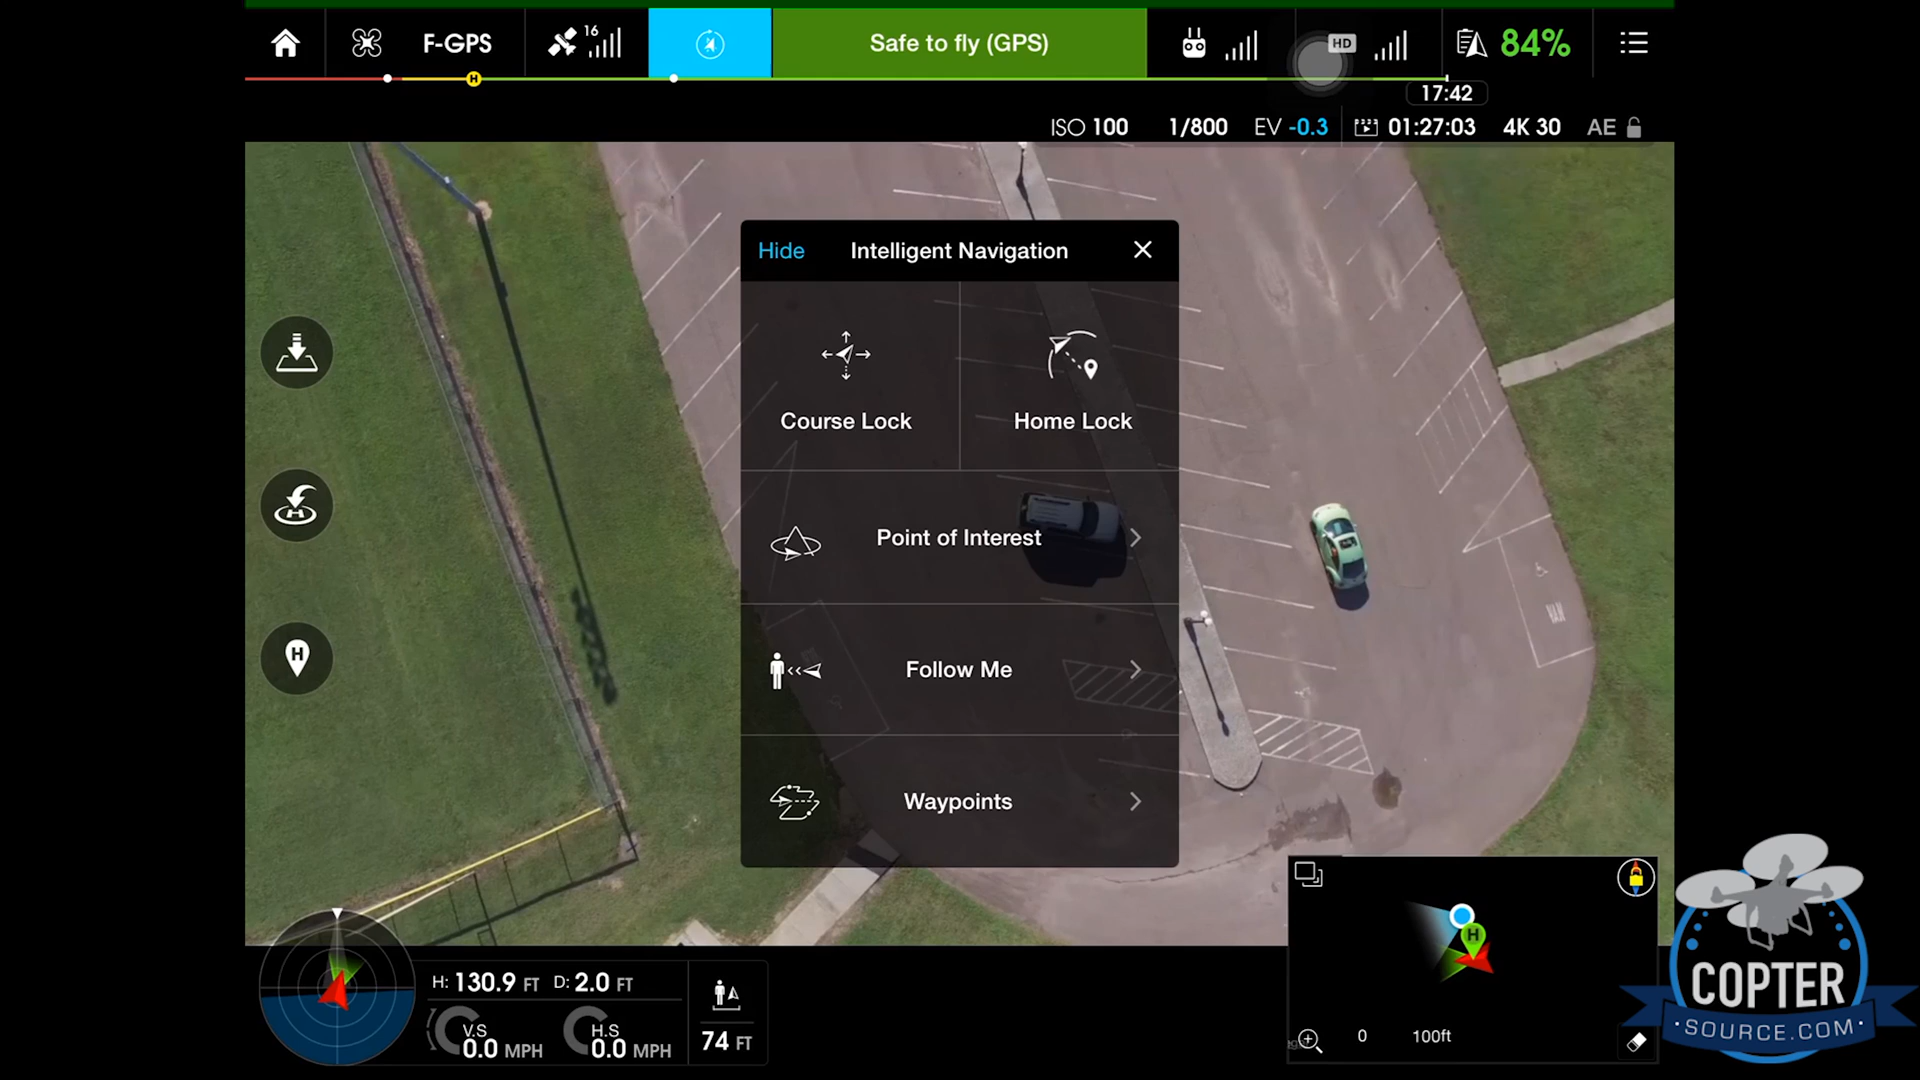 F-GPS 16 Safe to fly (GPS) HD 84%
17:42
ISO 100 1/800 EV -0.3 01:27:03 4K 30 AE
Hide Intelligent Navigation
Course Lock Home Lock
Point of Interest
Follow Me
Waypoints
VAN
H
H: 130.9 FT D: 2.0 FT
V.S 0.0 MPH H.S 0.0 MPH
74 FT
H
0 100ft
COPTER
SOURCE.COM